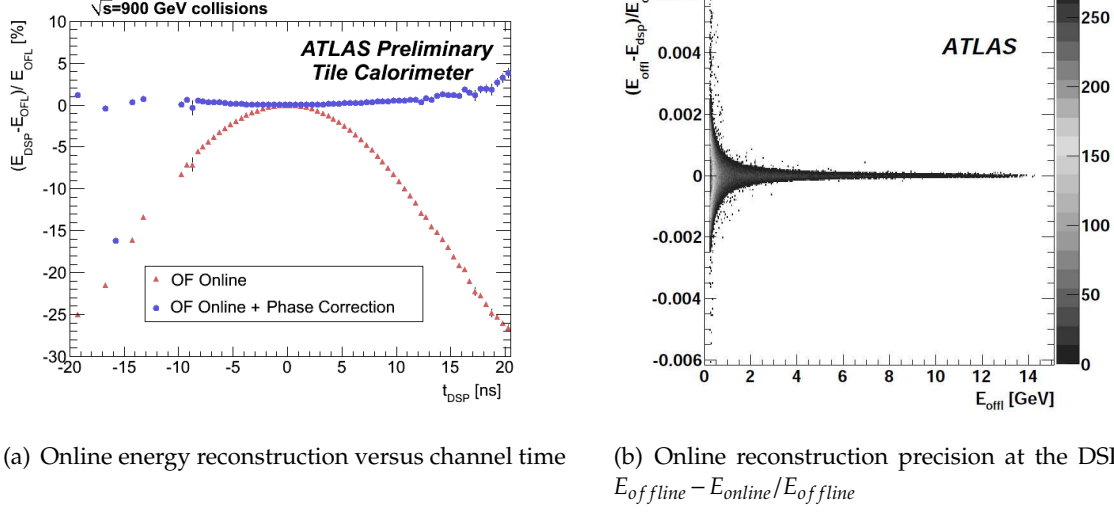 √s=900 GeV collisions
(E_DSP-E_OFL)/ E_OFL [%]
10
5
0
-5
-10
-15
-20
-25
-30
ATLAS Preliminary
Tile Calorimeter
OF Online
OF Online + Phase Correction
-20 -15 -10 -5 0 5 10 15 20
t_DSP [ns]
(E_offl-E_dsp)/E
0.004
0.002
0
-0.002
-0.004
-0.006
ATLAS
0 2 4 6 8 10 12 14
E_offl [GeV]
250
200
150
100
50
0
(a) Online energy reconstruction versus channel time
(b) Online reconstruction precision at the DSP
E_offline − E_online/E_offline